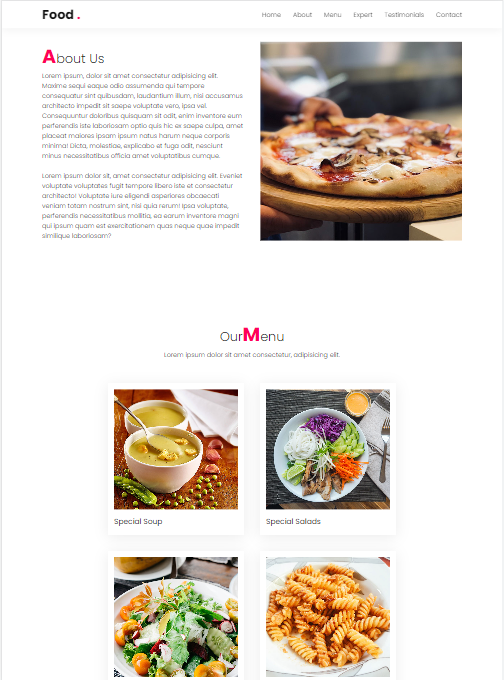 Food .
Home About Menu Expert Testimonials Contact
About Us
Lorem ipsum, dolor sit amet consectetur adipisicing elit.
Maxime sequi eaque odio assumenda qui tempore
consequatur sint quibusdam; laudantium illum, nisi accusamus
architecto impedit sit saepe voluptate vero, ipsa vel.
Consequuntur doloribus quisquam sit odit, enim inventore eum
perferendis iste laboriosam optio quis hic ex saepe culpa, amet
placeat maiores ipsam ipsum natus harum neque corporis
minima! Dicta, molestiae, explicabo et fuga odit, nesciunt
minus necessitatibus officia amet voluptatibus cumque.
Lorem ipsum dolor sit, amet consectetur adipisicing elit. Eveniet
voluptate voluptates fugit tempore libero iste et consectetur
architecto! Voluptate iure eligendi asperiores obcaecati
veniam totam nostrum sint, nisi quia rerum! Ipsa voluptate,
perferendis necessitatibus mollitia, ea earum inventore magni
qui ipsum quam est exercitationem quas neque quae impedit
similique laboriosam?
OurMenu
Lorem ipsum dolor sit amet consectetur, adipisicing elit.
Special Soup
Special Salads